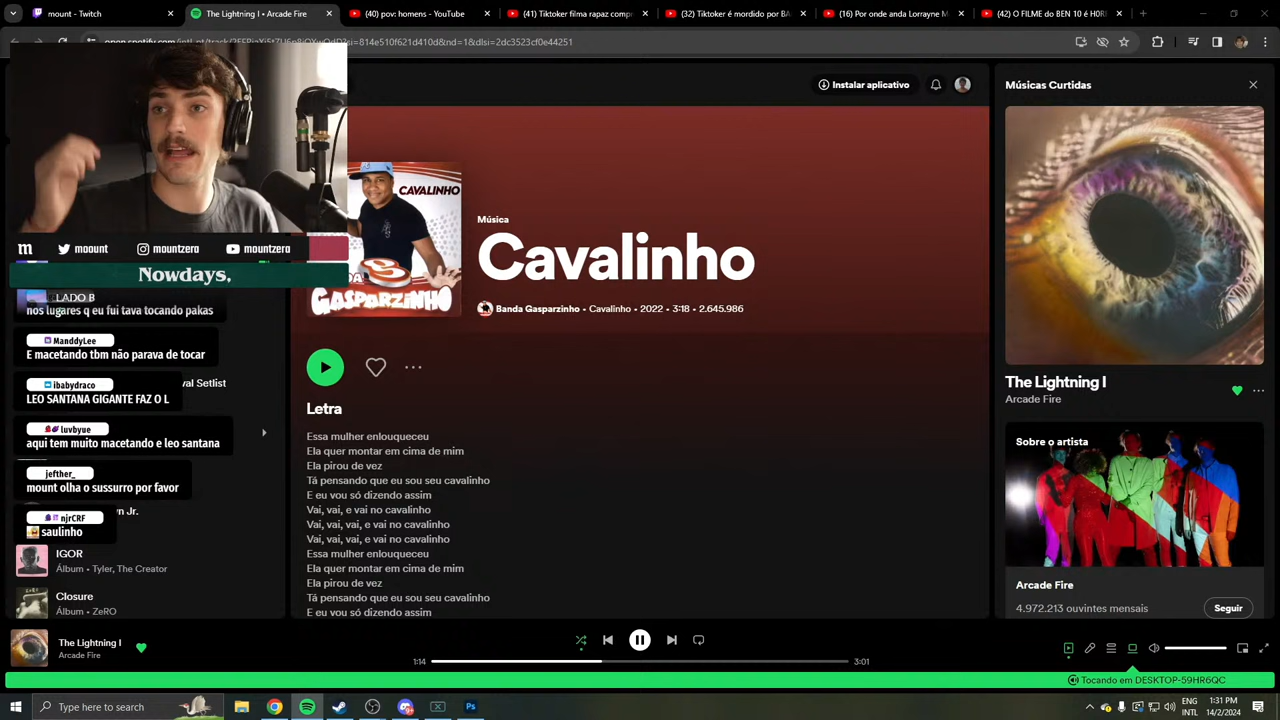 mount - Twitch
The Lightning I • Arcade Fire
(40) pov: homens - YouTube
(41) Tiktoker filma rapaz compr
(32) Tiktoker é mordido por BA
(16) Por onde anda Lorrayne M
(42) O FILME do BEN 10 é HORR
Instalar aplicativo
Músicas Curtidas
CAVALINHO
GASPARZINHO
Música
Cavalinho
Banda Gasparzinho • Cavalinho • 2022 • 3:18 • 2.645.986
m
moount
mountzera
mountzera
Nowdays,
LADO B
nos lugares q eu fui tava tocando pakas
ManddyLee
E macetando tbm não parava de tocar
ibabydraco
val Setlist
LEO SANTANA GIGANTE FAZ O L
luvbyue
aqui tem muito macetando e leo santana
jefther_
mount olha o sussurro por favor
wn Jr.
njrCRF
saulinho
IGOR
Álbum • Tyler, The Creator
Closure
Álbum • ZeRO
Letra
Essa mulher enlouqueceu
Ela quer montar em cima de mim
Ela pirou de vez
Tá pensando que eu sou seu cavalinho
E eu vou só dizendo assim
Vai, vai, e vai no cavalinho
Vai, vai, vai, e vai no cavalinho
Vai, vai, vai, e vai no cavalinho
Essa mulher enlouqueceu
Ela quer montar em cima de mim
Ela pirou de vez
Tá pensando que eu sou seu cavalinho
E eu vou só dizendo assim
The Lightning I
Arcade Fire
Sobre o artista
Arcade Fire
4.972.213 ouvintes mensais
Seguir
The Lightning I
Arcade Fire
1:14
3:01
Tocando em DESKTOP-59HR6QC
Type here to search
ENG
INTL
1:31 PM
14/2/2024